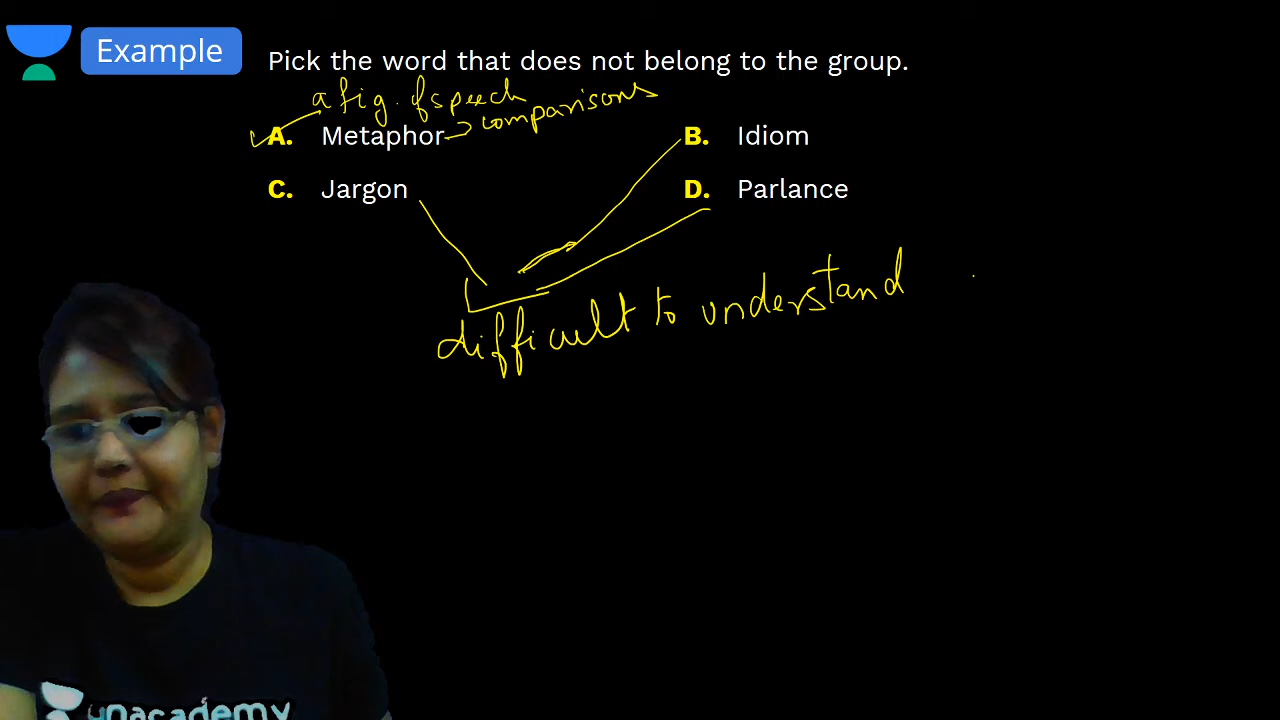 Example
Pick the word that does not belong to the group.
a fig. of speech
comparisons
A. Metaphor
B. Idiom
C. Jargon
D. Parlance
difficult to understand
unacademy